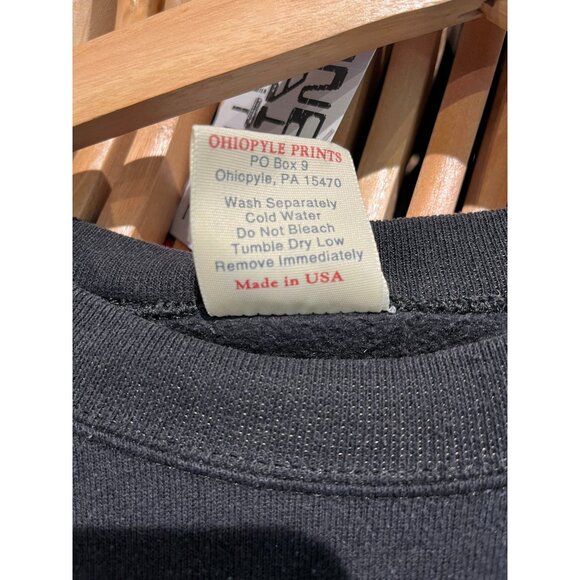 OHIOPYLE PRINTS
PO Box 9
Ohiopyle, PA 15470
Wash Separately
Cold Water
Do Not Bleach
Tumble Dry Low
Remove Immediately
Made in USA